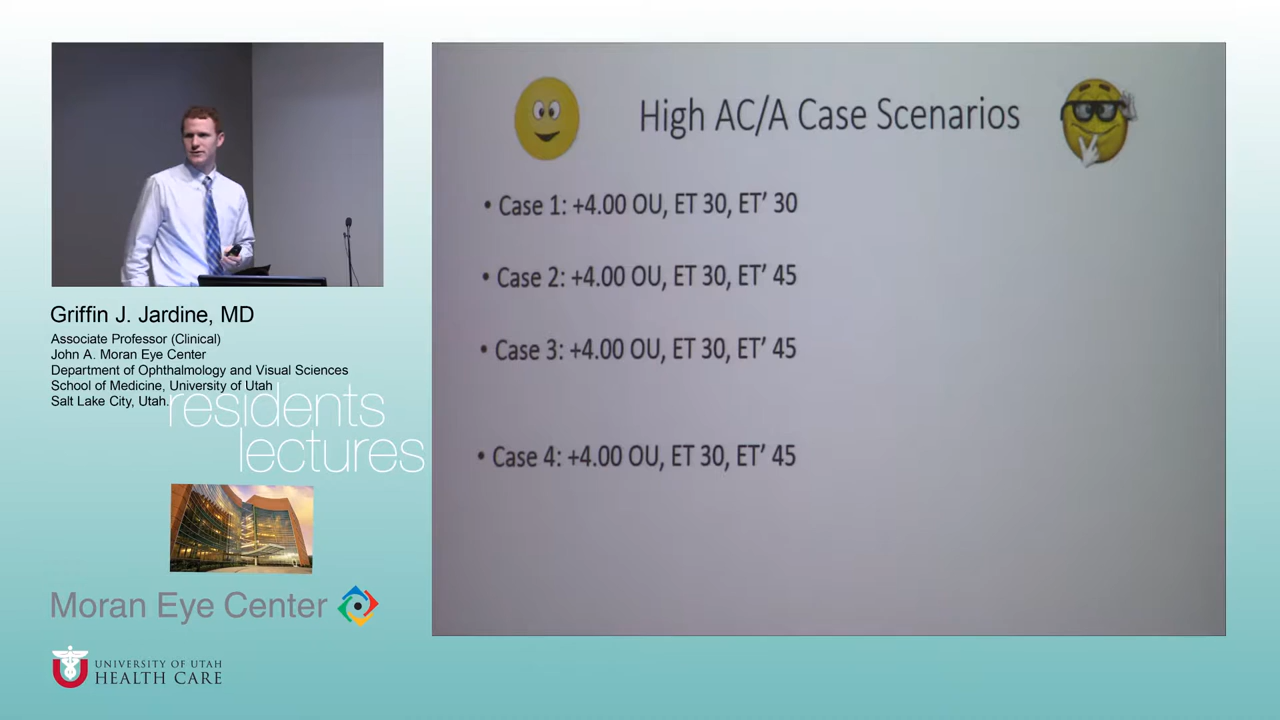 High AC/A Case Scenarios
• Case 1: +4.00 OU, ET 30, ET’ 30
• Case 2: +4.00 OU, ET 30, ET’ 45
• Case 3: +4.00 OU, ET 30, ET’ 45
• Case 4: +4.00 OU, ET 30, ET’ 45
Griffin J. Jardine, MD
Associate Professor (Clinical)
John A. Moran Eye Center
Department of Ophthalmology and Visual Sciences
School of Medicine, University of Utah
Salt Lake City, Utah.
residents
lectures
Moran Eye Center
UNIVERSITY OF UTAH
HEALTH CARE